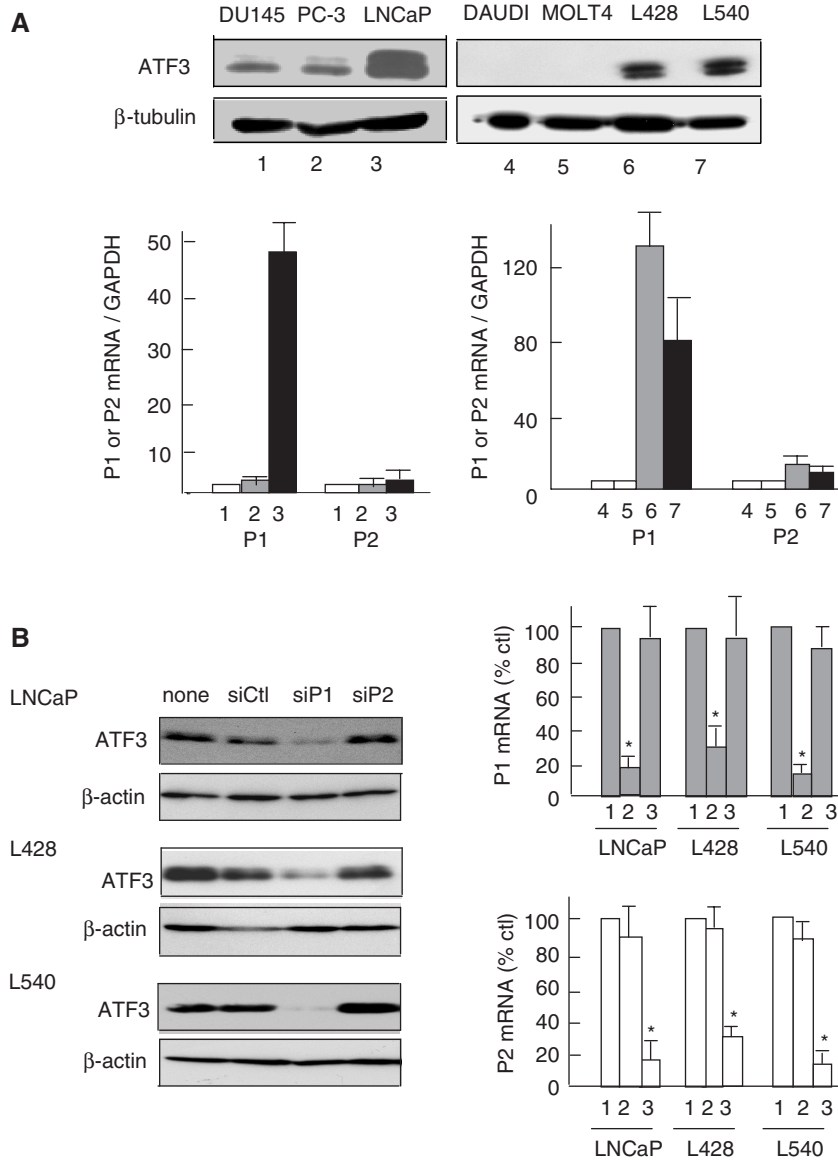 A
DU145 PC-3 LNCaP
DAUDI MOLT4 L428 L540
ATF3
β-tubulin
1 2 3
4 5 6 7
P1 or P2 mRNA / GAPDH
50
40
30
20
10
1 2 3 1 2 3
P1 P2
P1 or P2 mRNA / GAPDH
120
80
40
0
4 5 6 7 4 5 6 7
P1 P2
B
LNCaP
none siCtl siP1 siP2
ATF3
β-actin
L428
ATF3
β-actin
L540
ATF3
β-actin
P1 mRNA (% ctl)
100
80
60
40
20
0
* * *
1 2 3 1 2 3 1 2 3
LNCaP L428 L540
P2 mRNA (% ctl)
100
80
60
40
20
0
* * *
1 2 3 1 2 3 1 2 3
LNCaP L428 L540